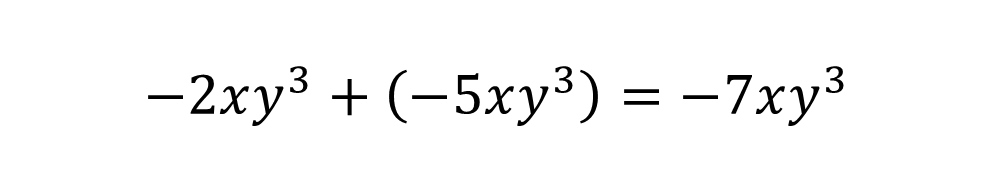 −2xy³ + (−5xy³) = −7xy³